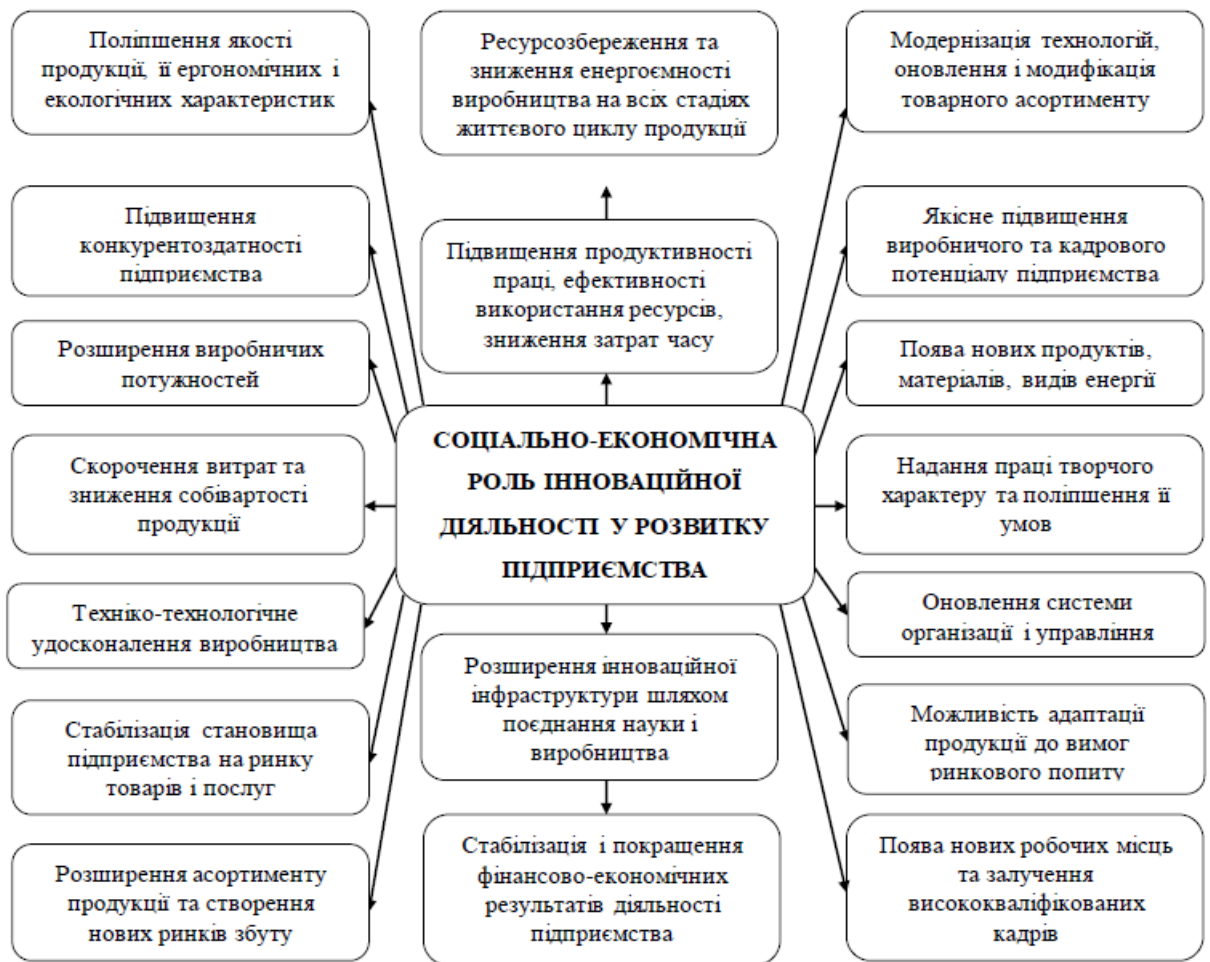 Поліпшення якості
продукції, її ергономічних і
екологічних характеристик
Ресурсозбереження та
зниження енергоємності
виробництва на всіх стадіях
життєвого циклу продукції
Модернізація технологій,
оновлення і модифікація
товарного асортименту
Підвищення
конкурентоздатності
підприємства
Підвищення продуктивності
праці, ефективності
використання ресурсів,
зниження затрат часу
Якісне підвищення
виробничого та кадрового
потенціалу підприємства
Розширення виробничих
потужностей
Поява нових продуктів,
матеріалів, видів енергії
СОЦІАЛЬНО-ЕКОНОМІЧНА
РОЛЬ ІННОВАЦІЙНОЇ
ДІЯЛЬНОСТІ У РОЗВИТКУ
ПІДПРИЄМСТВА
Скорочення витрат та
зниження собівартості
продукції
Надання праці творчого
характеру та поліпшення її
умов
Техніко-технологічне
удосконалення виробництва
Оновлення системи
організації і управління
Розширення інноваційної
інфраструктури шляхом
поєднання науки і
виробництва
Стабілізація становища
підприємства на ринку
товарів і послуг
Можливість адаптації
продукції до вимог
ринкового попиту
Розширення асортименту
продукції та створення
нових ринків збуту
Стабілізація і покращення
фінансово-економічних
результатів діяльності
підприємства
Поява нових робочих місць
та залучення
висококваліфікованих
кадрів